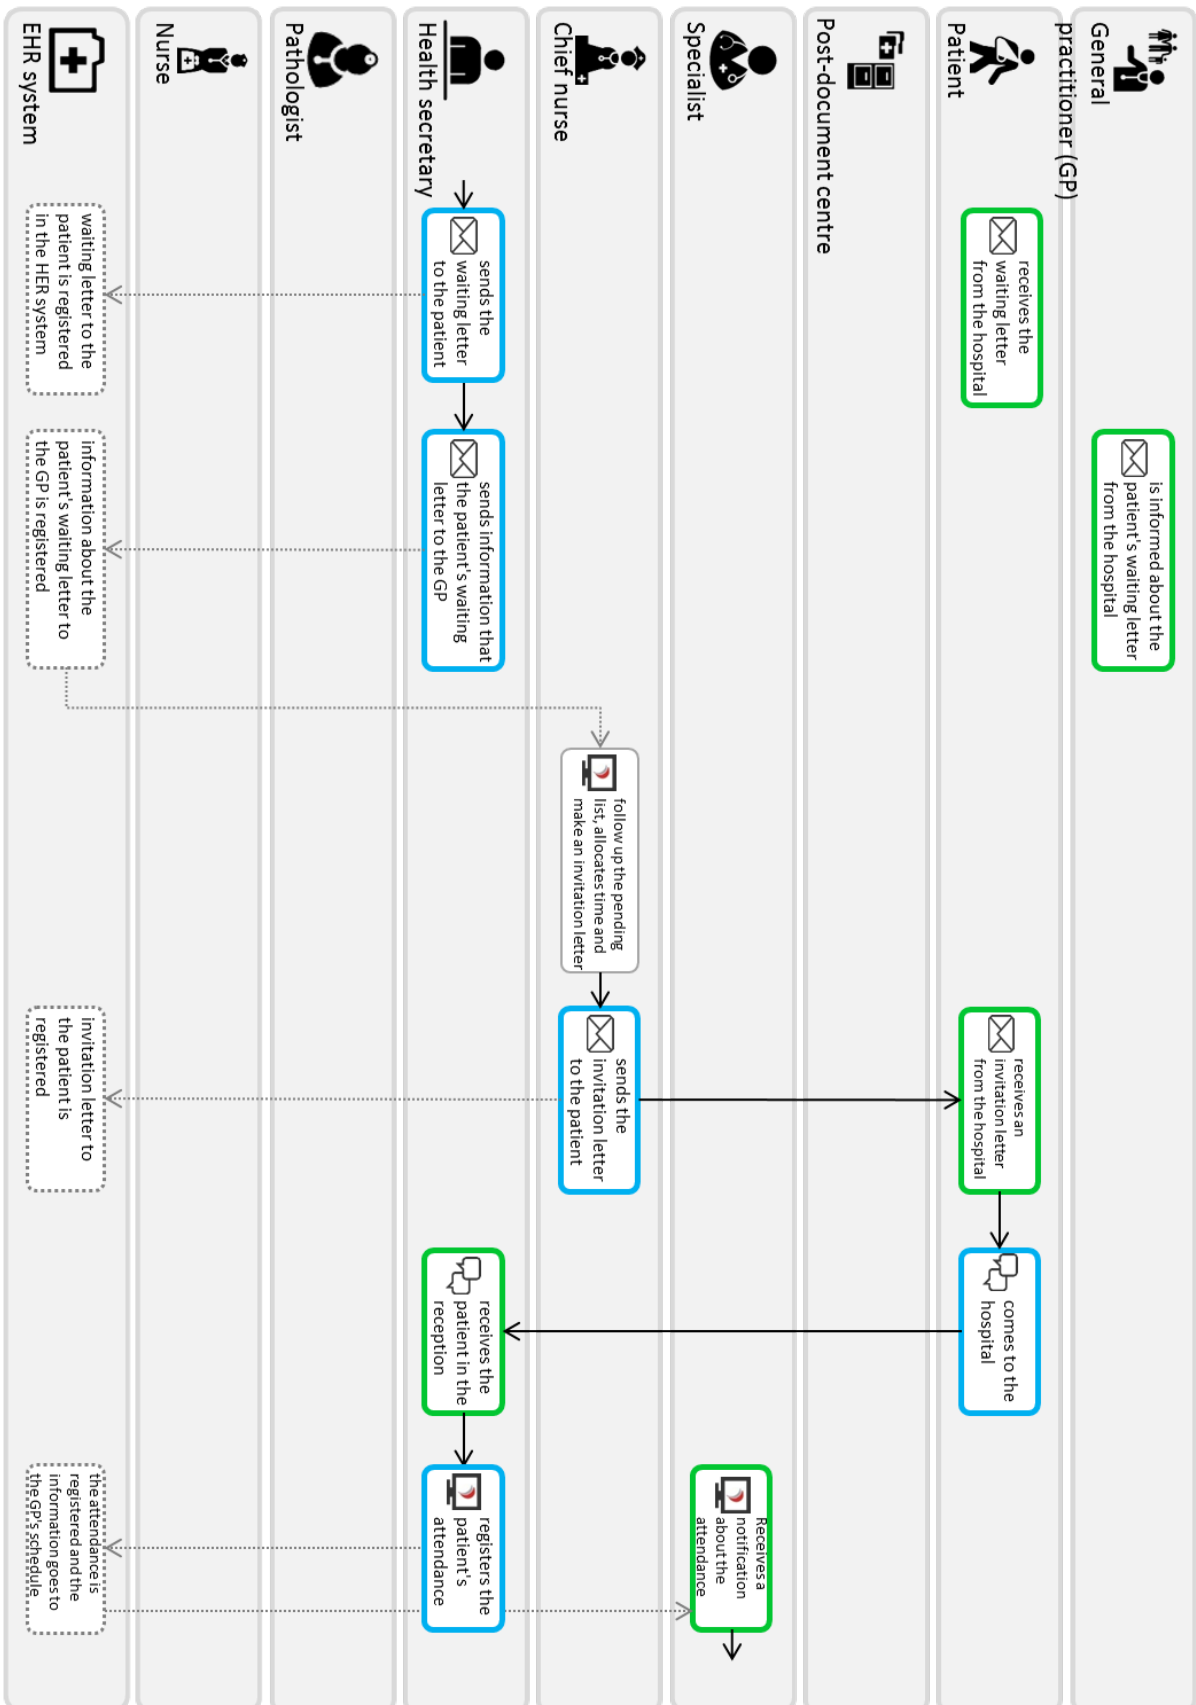 General
practitioner (GP)
is informed about the
patient's waiting letter
from the hospital
Patient
receives the
waiting letter
from the hospital
receives an
invitation letter
from the hospital
comes to the
hospital
Post-document centre
Specialist
Receives a
notification
about the
attendance
Chief nurse
follow up the pending
list, allocates time and
make an invitation letter
sends the
invitation letter
to the patient
Health secretary
sends the
waiting letter
to the patient
sends information that
the patient's waiting
letter to the GP
receives the
patient in the
reception
registers the
patient's
attendance
Pathologist
Nurse
EHR system
waiting letter to the
patient is registered
in the HER system
information about the
patient's waiting letter to
the GP is registered
invitation letter to
the patient is
registered
the attendance is
registered and the
information goes to
the GP's schedule